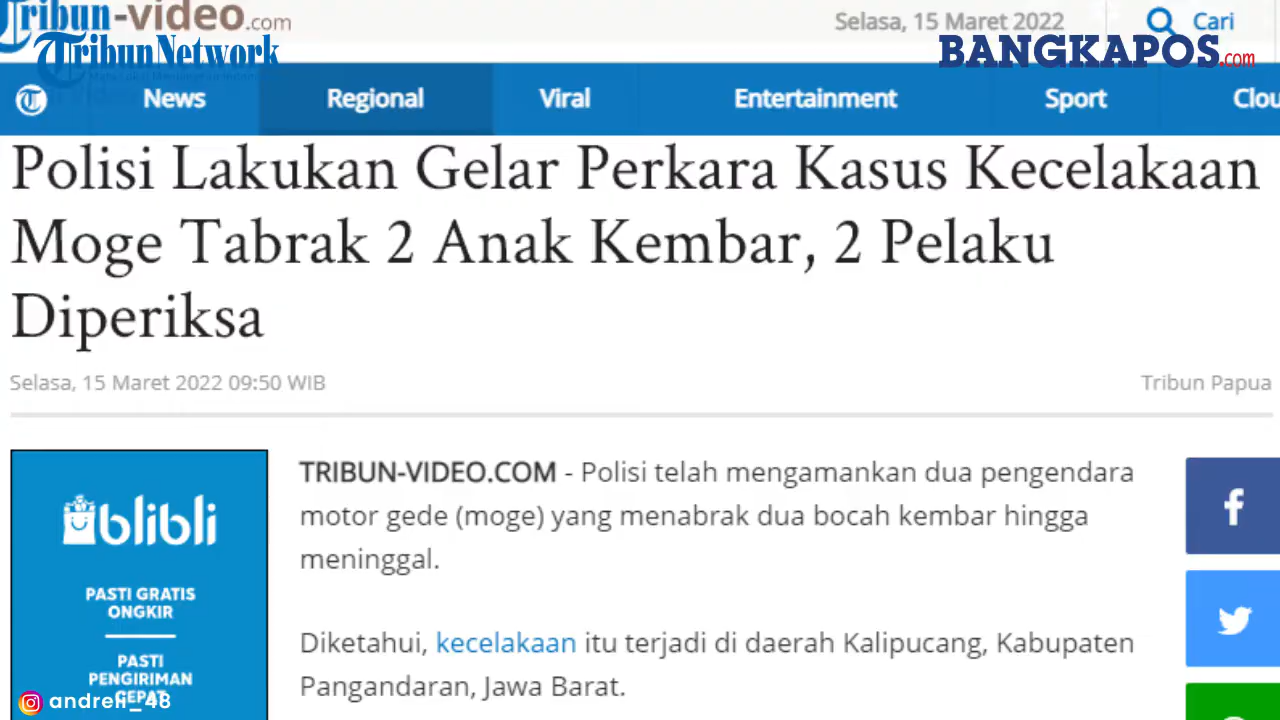 Tribun-video.com
Selasa, 15 Maret 2022
Cari
TribunNetwork
BANGKAPOS.com
News
Regional
Viral
Entertainment
Sport
Clou
Polisi Lakukan Gelar Perkara Kasus Kecelakaan
Moge Tabrak 2 Anak Kembar, 2 Pelaku
Diperiksa
Selasa, 15 Maret 2022 09:50 WIB
Tribun Papua
blibli
PASTI GRATIS
ONGKIR
PASTI
PENGIRIMAN
CEPAT
TRIBUN-VIDEO.COM - Polisi telah mengamankan dua pengendara
motor gede (moge) yang menabrak dua bocah kembar hingga
meninggal.
Diketahui, kecelakaan itu terjadi di daerah Kalipucang, Kabupaten
Pangandaran, Jawa Barat.